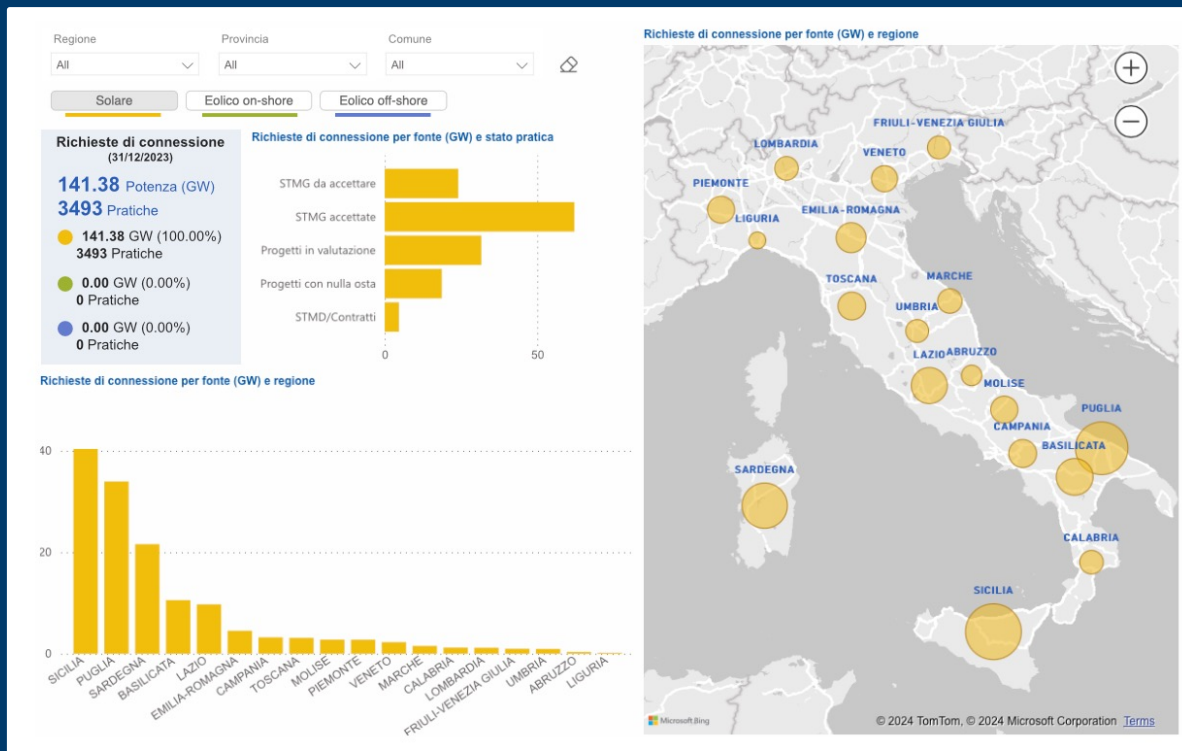 Regione
Provincia
Comune
All
All
All
Solare
Eolico on-shore
Eolico off-shore
Richieste di connessione
(31/12/2023)
141.38 Potenza (GW)
3493 Pratiche
141.38 GW (100.00%)
3493 Pratiche
0.00 GW (0.00%)
0 Pratiche
0.00 GW (0.00%)
0 Pratiche
Richieste di connessione per fonte (GW) e stato pratica
STMG da accettare
STMG accettate
Progetti in valutazione
Progetti con nulla osta
STMD/Contratti
0
50
Richieste di connessione per fonte (GW) e regione
40
20
0
SICILIA
PUGLIA
SARDEGNA
BASILICATA
LAZIO
EMILIA-ROMAGNA
CAMPANIA
TOSCANA
MOLISE
PIEMONTE
VENETO
MARCHE
CALABRIA
LOMBARDIA
FRIULI-VENEZIA GIULIA
UMBRIA
ABRUZZO
LIGURIA
Richieste di connessione per fonte (GW) e regione
FRIULI-VENEZIA GIULIA
LOMBARDIA
VENETO
PIEMONTE
LIGURIA
EMILIA-ROMAGNA
TOSCANA
MARCHE
UMBRIA
LAZIO
ABRUZZO
MOLISE
PUGLIA
CAMPANIA
BASILICATA
SARDEGNA
CALABRIA
SICILIA
Microsoft Bing
© 2024 TomTom, © 2024 Microsoft Corporation Terms